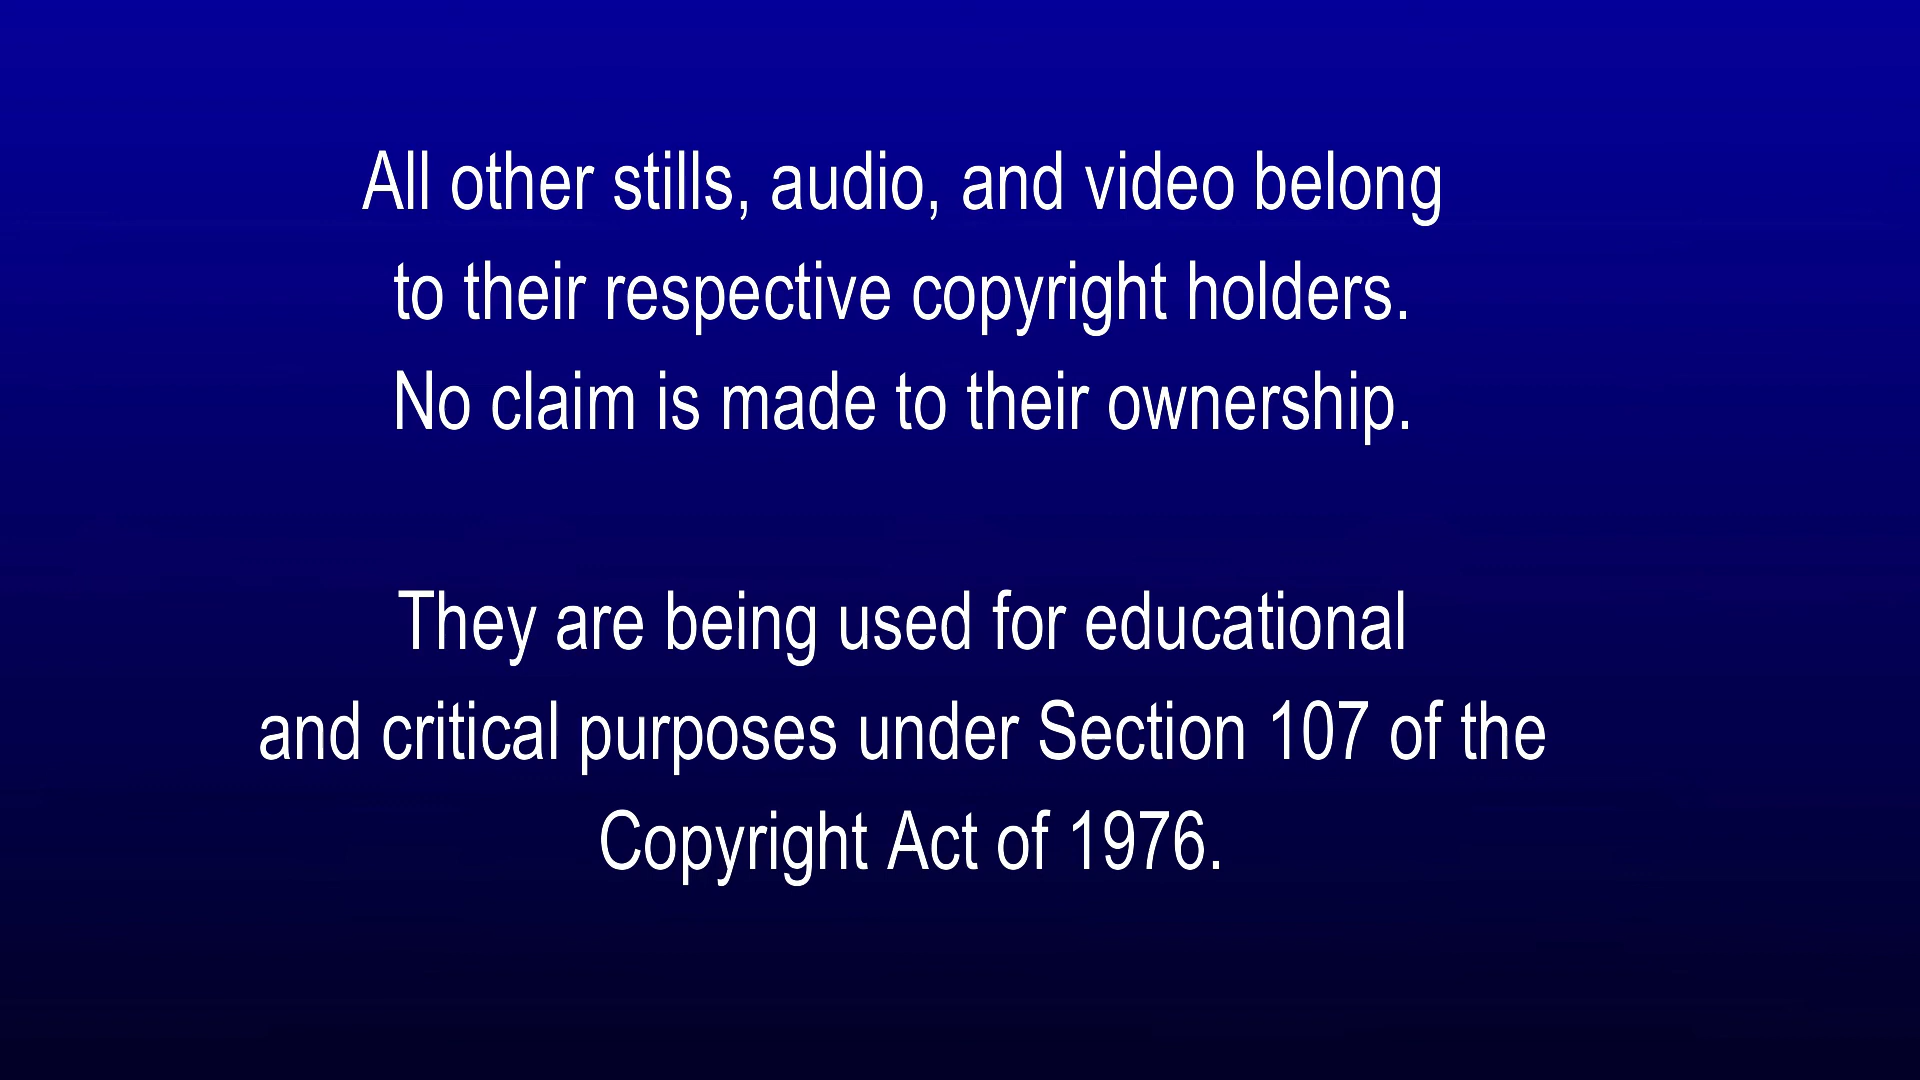 All other stills, audio, and video belong
to their respective copyright holders.
No claim is made to their ownership.
They are being used for educational
and critical purposes under Section 107 of the
Copyright Act of 1976.